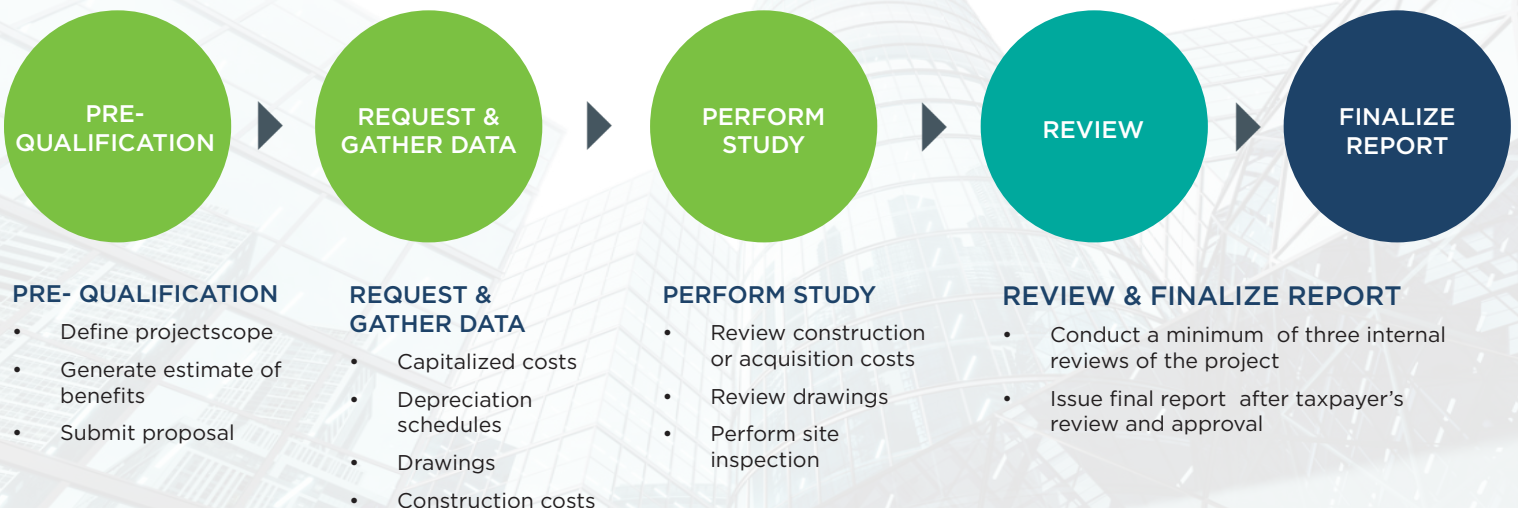 PRE-
QUALIFICATION
REQUEST &
GATHER DATA
PERFORM
STUDY
REVIEW
FINALIZE
REPORT
PRE- QUALIFICATION
• Define projectscope
• Generate estimate of
benefits
• Submit proposal
REQUEST &
GATHER DATA
• Capitalized costs
• Depreciation
schedules
• Drawings
• Construction costs
PERFORM STUDY
• Review construction
or acquisition costs
• Review drawings
• Perform site
inspection
REVIEW & FINALIZE REPORT
• Conduct a minimum  of three internal
reviews of the project
• Issue final report  after taxpayer’s
review and approval